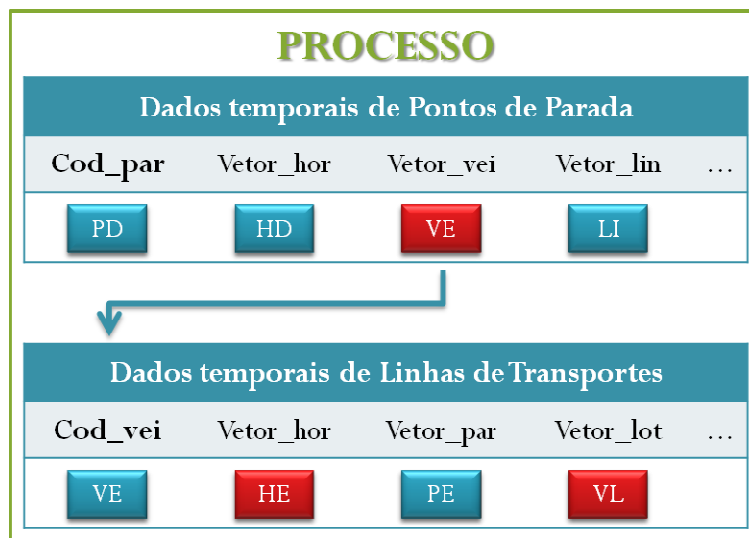 PROCESSO
Dados temporais de Pontos de Parada
Cod_par Vetor_hor Vetor_vei Vetor_lin ...
PD HD VE LI
Dados temporais de Linhas de Transportes
Cod_vei Vetor_hor Vetor_par Vetor_lot ...
VE HE PE VL